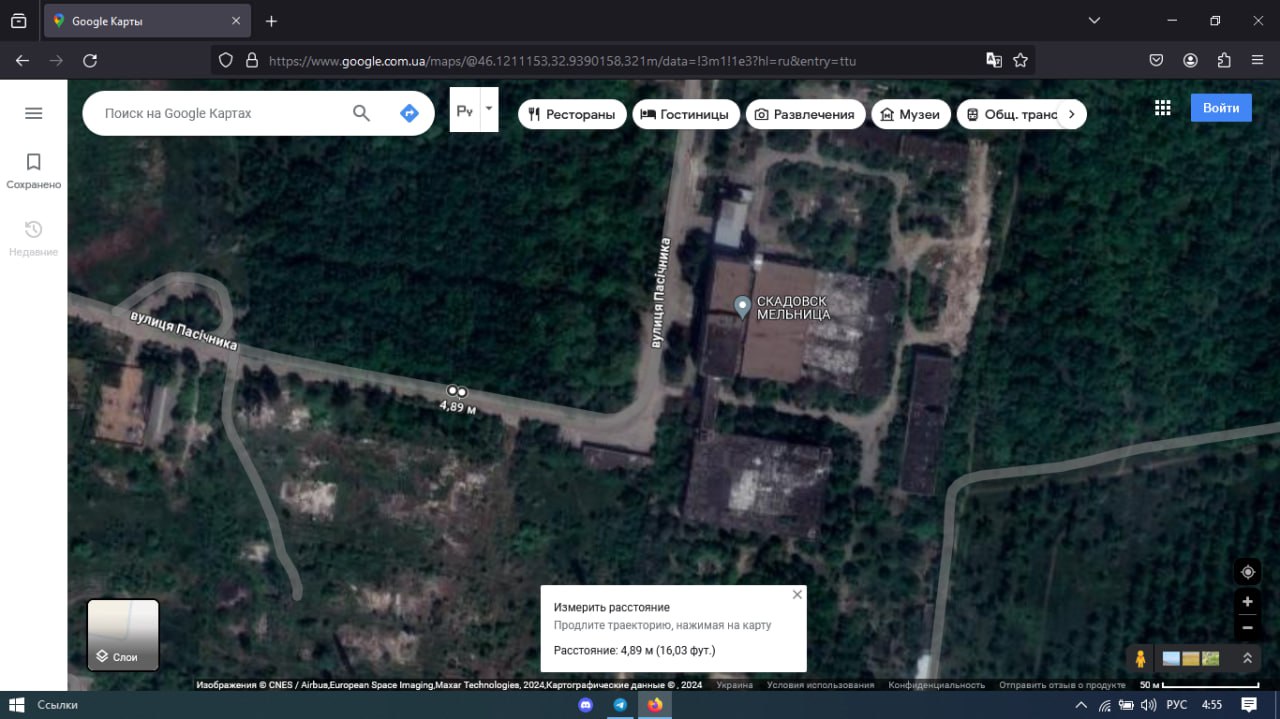 Google Карты
https://www.google.com.ua/maps/@46.1211153,32.9390158,321m/data=!3m1!1e3?hl=ru&entry=ttu
Поиск на Google Картах
Ру
Рестораны
Гостиницы
Развлечения
Музеи
Общ. транс
Войти
Сохранено
Недавние
вулиця Пасічника
СКАДОВСК
МЕЛЬНИЦА
вулиця Пасічника
4,89 м
Измерить расстояние
Продлите траекторию, нажимая на карту
Расстояние: 4,89 м (16,03 фут.)
Слои
Изображения © CNES / Airbus,European Space Imaging,Maxar Technologies, 2024,Картографические данные © , 2024 Украина Условия использования Конфиденциальность Отправить отзыв о продукте 50 м
Ссылки
РУС
4:55